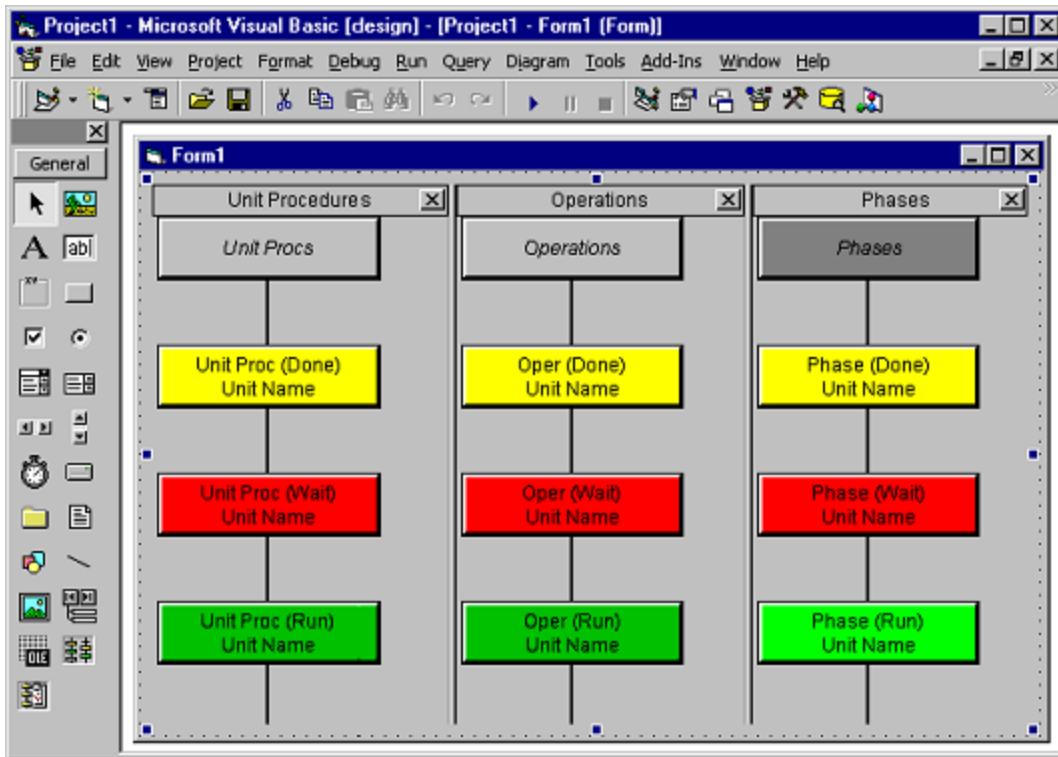 Project1 - Microsoft Visual Basic [design] - [Project1 - Form1 (Form)]
File Edit View Project Format Debug Run Query Diagram Tools Add-Ins Window Help
General
Form1
Unit Procedures Operations Phases
Unit Procs Operations Phases
Unit Proc (Done) Oper (Done) Phase (Done)
Unit Name Unit Name Unit Name
Unit Proc (Wait) Oper (Wait) Phase (Wait)
Unit Name Unit Name Unit Name
Unit Proc (Run) Oper (Run) Phase (Run)
Unit Name Unit Name Unit Name
A ab|
xv
OLE